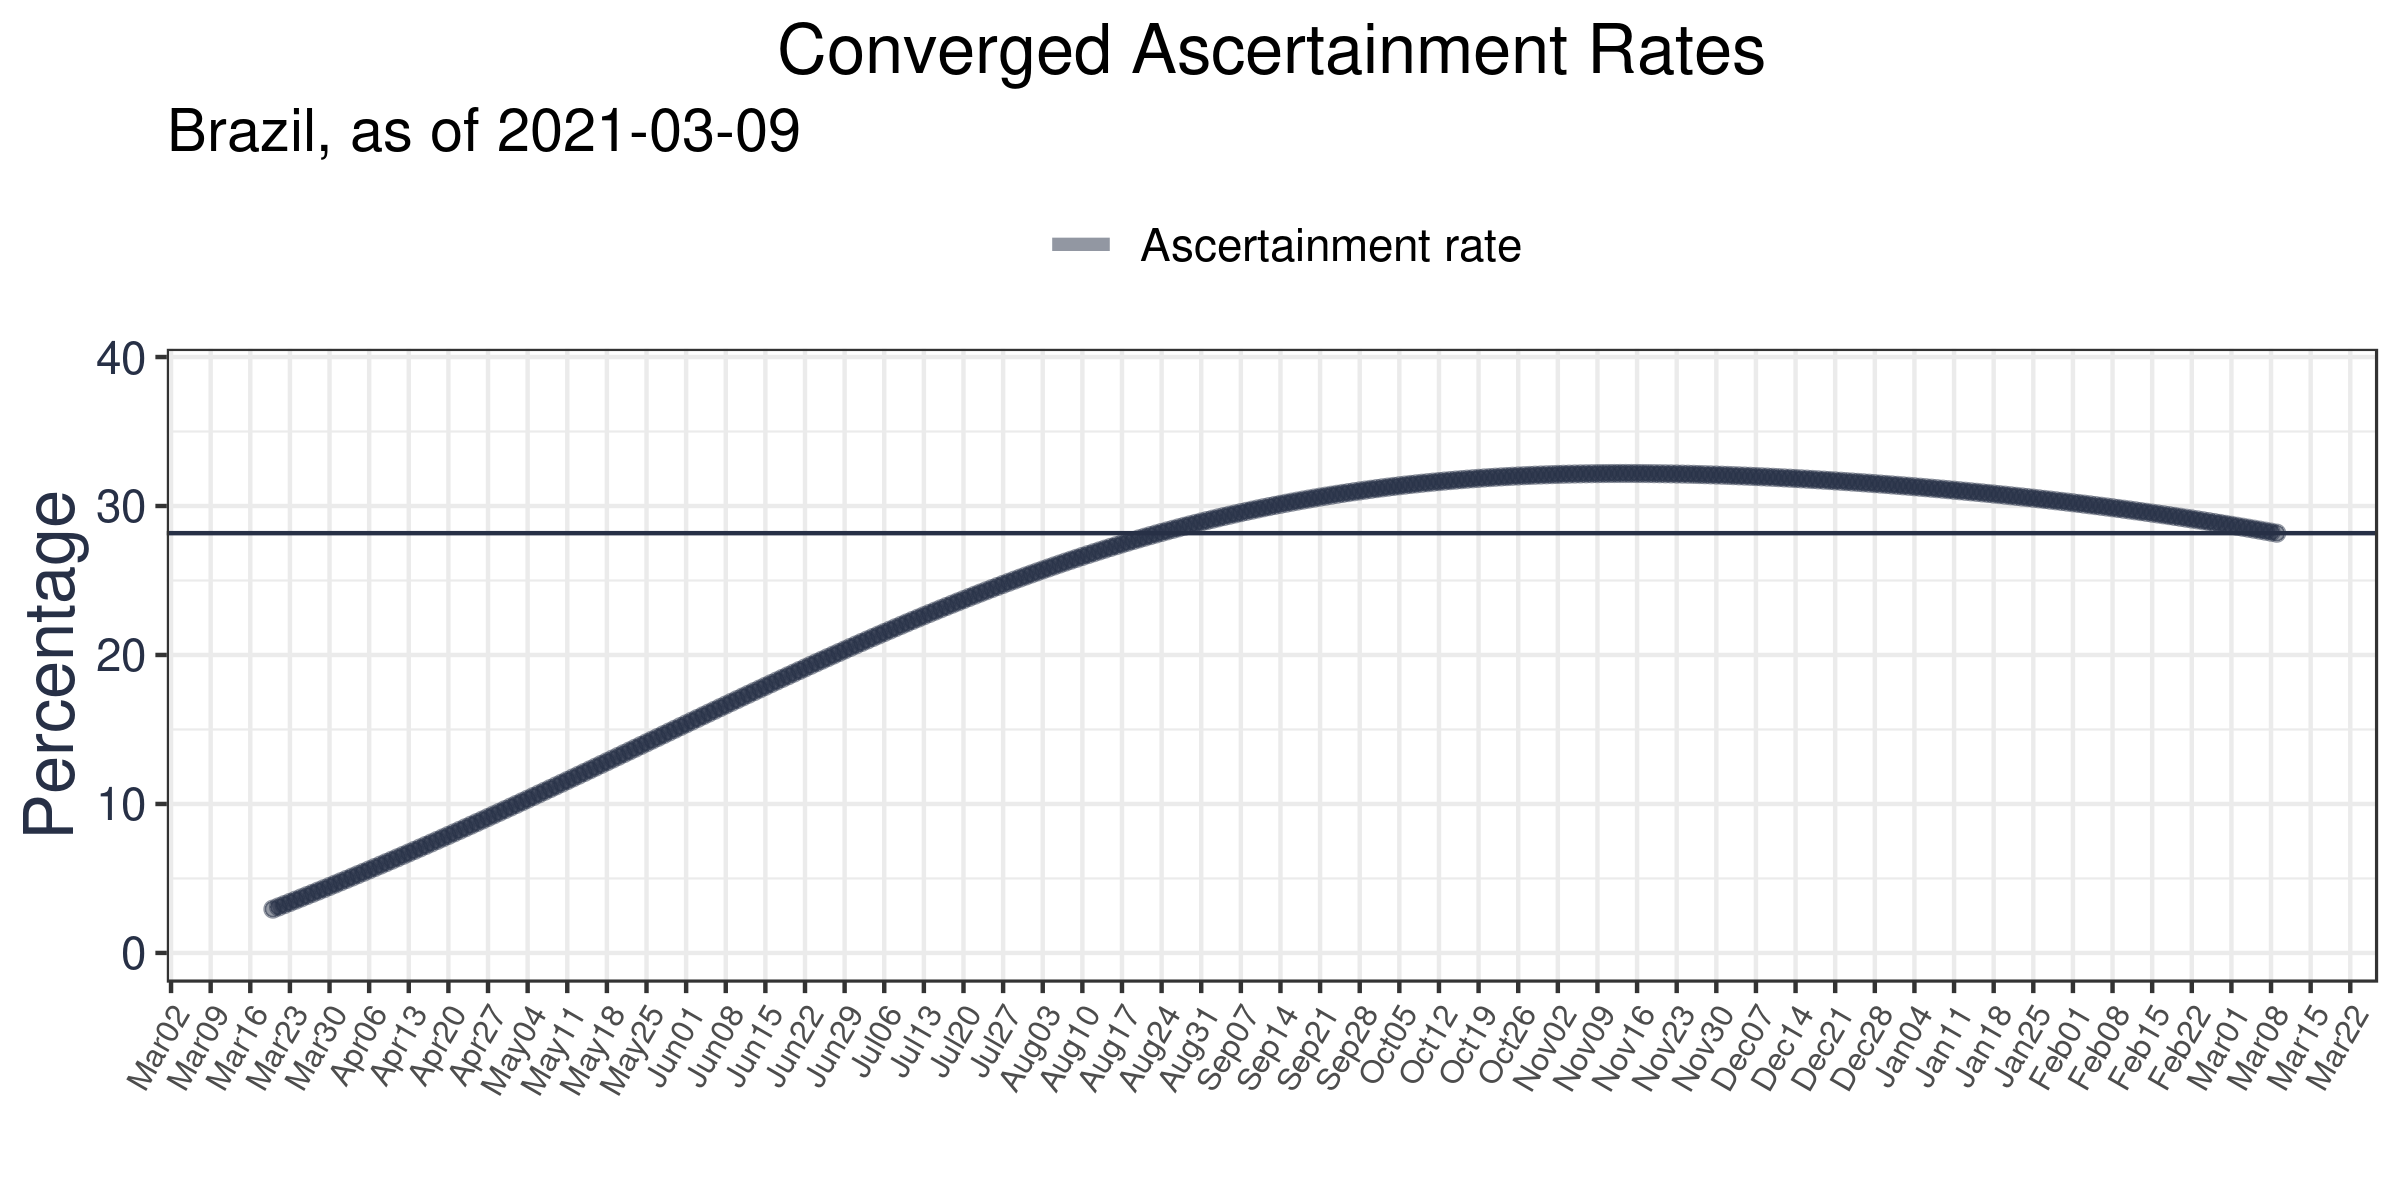 Converged Ascertainment Rates
Brazil, as of 2021-03-09
Ascertainment rate
Percentage
40
30
20
10
0
Mar02 Mar09 Mar16 Mar23 Mar30 Apr06 Apr13 Apr20 Apr27 May04 May11 May18 May25 Jun01 Jun08 Jun15 Jun22 Jun29 Jul06 Jul13 Jul20 Jul27 Aug03 Aug10 Aug17 Aug24 Aug31 Sep07 Sep14 Sep21 Sep28 Oct05 Oct12 Oct19 Oct26 Nov02 Nov09 Nov16 Nov23 Nov30 Dec07 Dec14 Dec21 Dec28 Jan04 Jan11 Jan18 Jan25 Feb01 Feb08 Feb15 Feb22 Mar01 Mar08 Mar15 Mar22